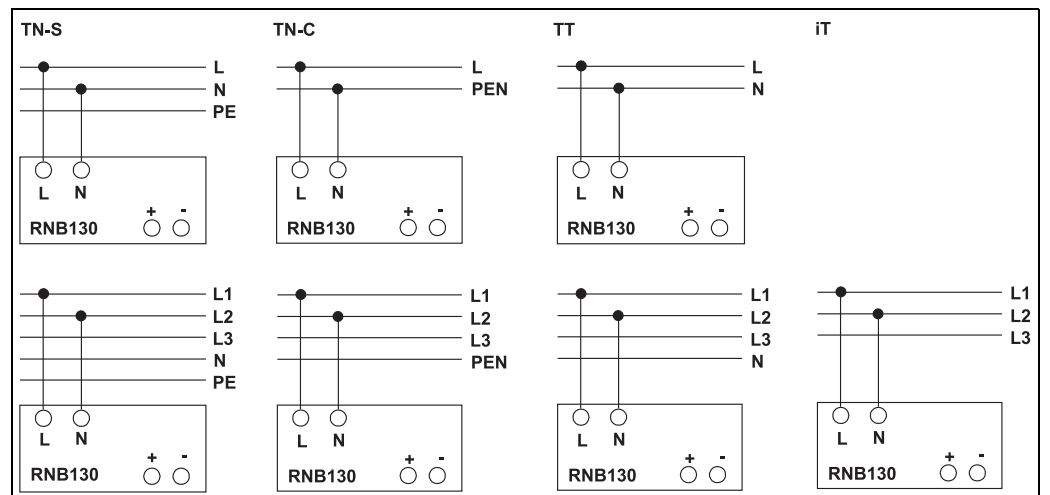 TN-S
L
N
PE
L N
+ -
RNB130
TN-C
L
PEN
L N
+ -
RNB130
TT
L
N
L N
+ -
RNB130
iT
L1
L2
L3
N
PE
L N
+ -
RNB130
L1
L2
L3
PEN
L N
+ -
RNB130
L1
L2
L3
N
L N
+ -
RNB130
L1
L2
L3
L N
+ -
RNB130